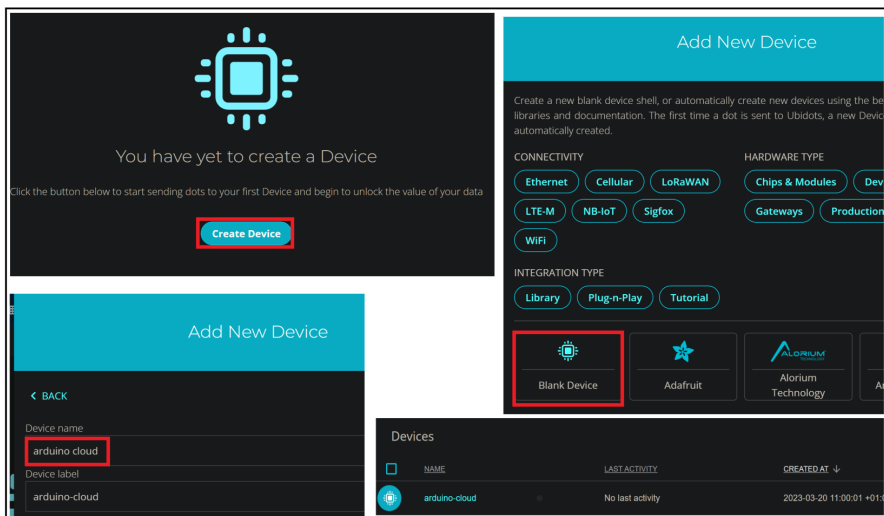 You have yet to create a Device
Click the button below to start sending dots to your first Device and begin to unlock the value of your data
Create Device
Add New Device
Create a new blank device shell, or automatically create new devices using the be
libraries and documentation. The first time a dot is sent to Ubidots, a new Devic
automatically created.
CONNECTIVITY
Ethernet Cellular LoRaWAN
LTE-M NB-IoT Sigfox
WiFi
HARDWARE TYPE
Chips & Modules Dev
Gateways Production
INTEGRATION TYPE
Library Plug-n-Play Tutorial
Blank Device
Adafruit
ALORIUM
TECHNOLOGY
Alorium
Technology
Add New Device
< BACK
Device name
arduino cloud
Device label
arduino-cloud
Devices
NAME LAST ACTIVITY CREATED AT ↓
arduino-cloud No last activity 2023-03-20 11:00:01 +01: